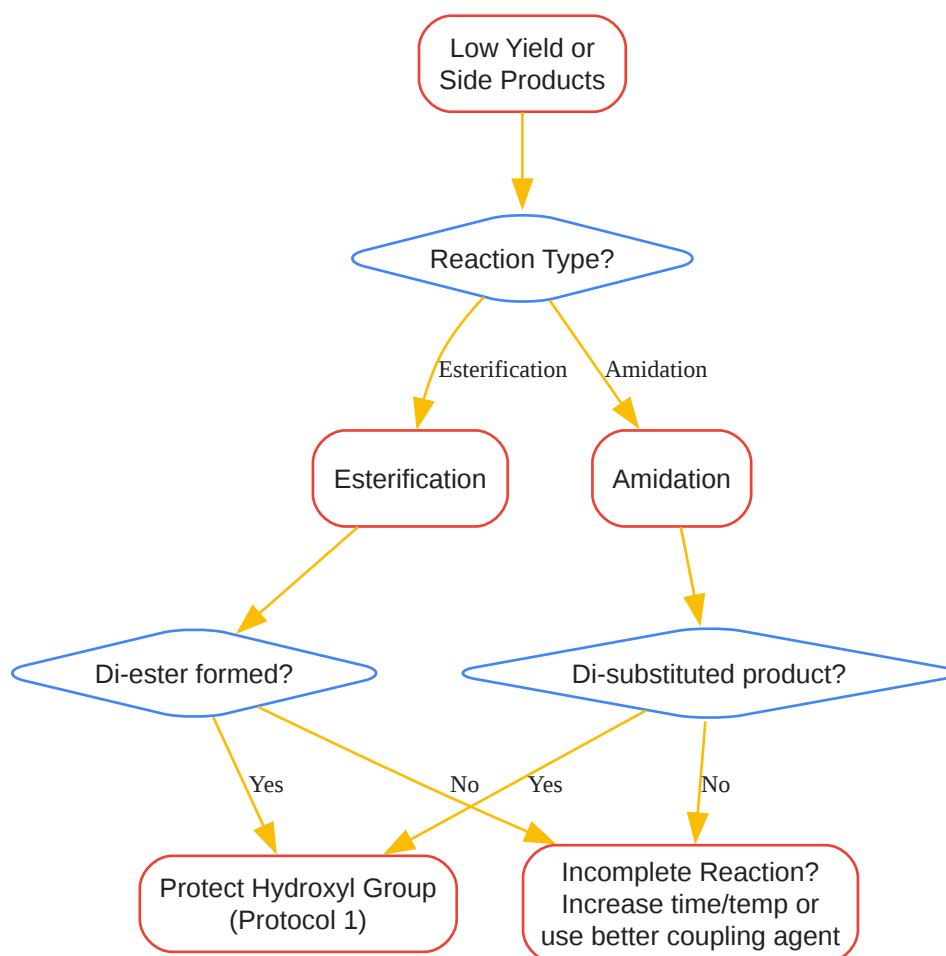 Low Yield or
Side Products
Reaction Type?
Esterification
Amidation
Esterification
Amidation
Di-ester formed?
Di-substituted product?
Yes
No
Yes
No
Protect Hydroxyl Group
(Protocol 1)
Incomplete Reaction?
Increase time/temp or
use better coupling agent